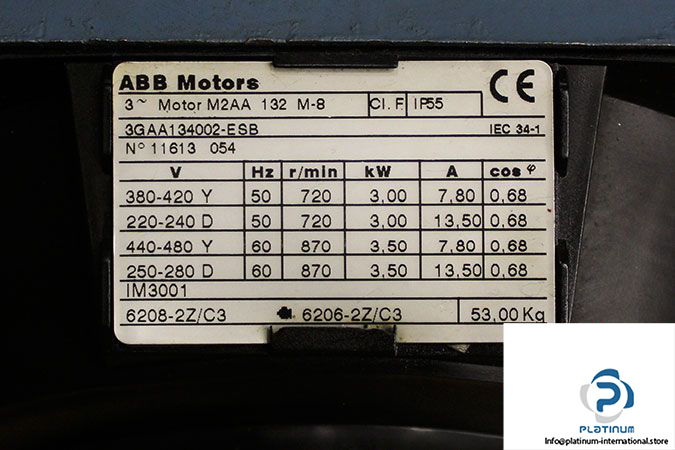 ABB Motors
CE
3~ Motor M2AA 132 M-8 Cl. F IP55
3GAA134002-ESB IEC 34-1
N° 11613 054
V Hz r/min kW A cos φ
380-420 Y 50 720 3,00 7,80 0,68
220-240 D 50 720 3,00 13,50 0,68
440-480 Y 60 870 3,50 7,80 0,68
250-280 D 60 870 3,50 13,50 0,68
IM3001
6208-2Z/C3 6206-2Z/C3 53,00 Kg
PLATINUM
Info@platinum-international.store